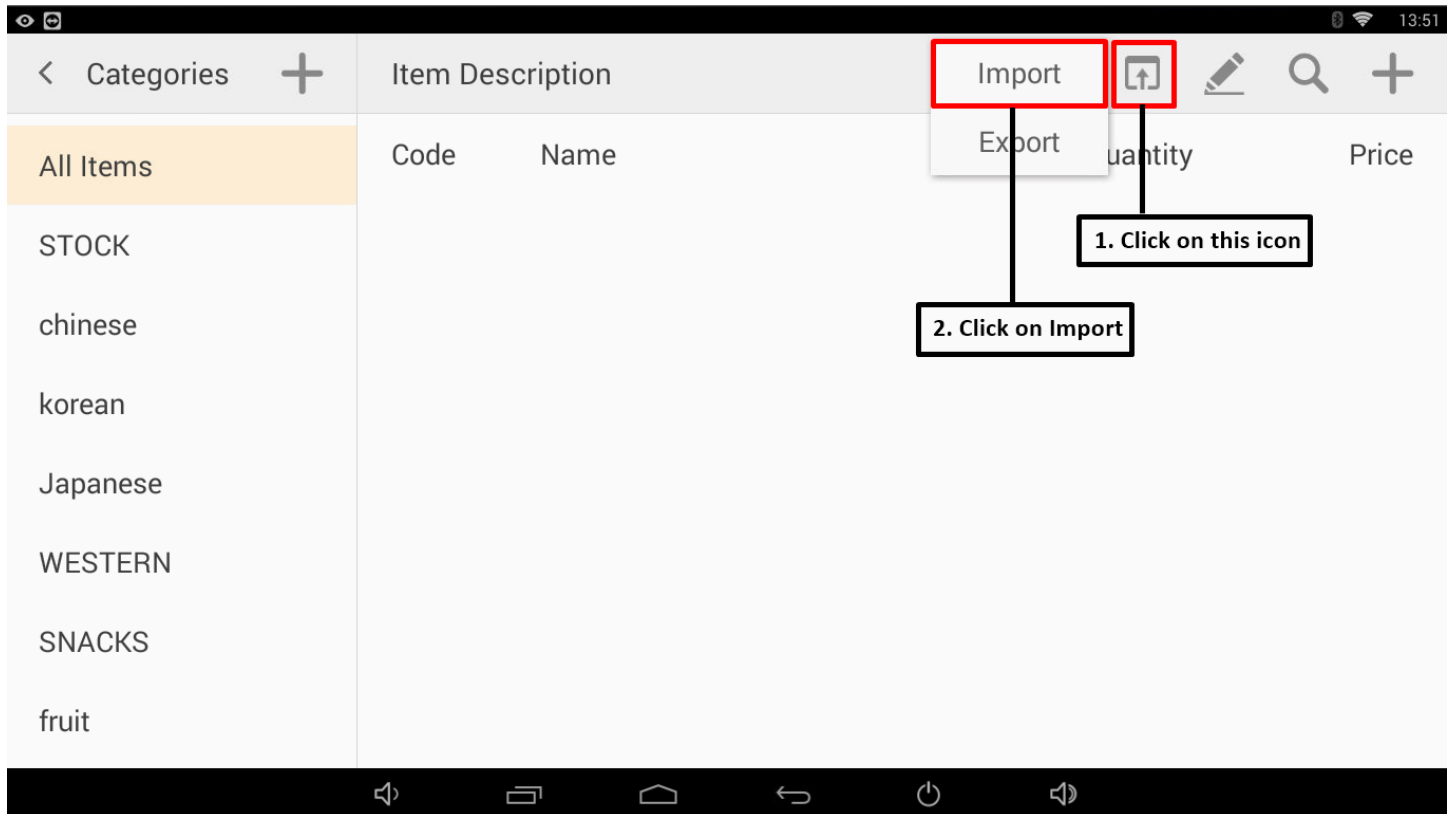 13:51
Categories
Item Description
Import
Export
Code
Name
uantity
Price
All Items
STOCK
chinese
korean
Japanese
WESTERN
SNACKS
fruit
1. Click on this icon
2. Click on Import